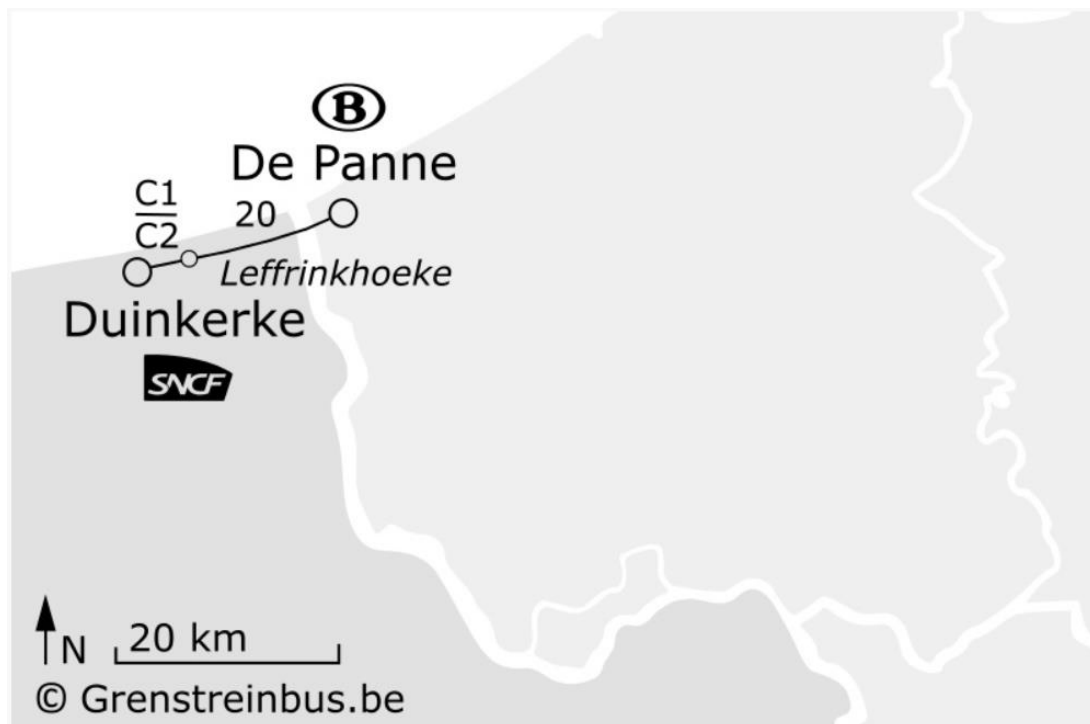 B
De Panne
C1
C2
20
Leffrinkhoeke
Duinkerke
SNCF
N
20 km
© Grenstreinbus.be